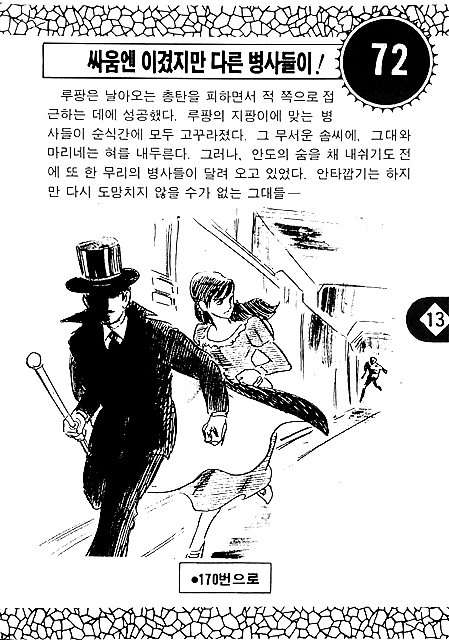 싸움엔 이겼지만 다른 병사들이!
72
루팡은 날아오는 총탄을 피하면서 적 쪽으로 접
근하는 데에 성공했다. 루팡의 지팡이에 맞는 병
사들이 순식간에 모두 고꾸라졌다. 그 무서운 솜씨에, 그대와
마리네는 혀를 내두른다. 그러나, 안도의 숨을 채 내쉬기도 전
에 또 한 무리의 병사들이 달려 오고 있었다. 안타깝기는 하지
만 다시 도망치지 않을 수가 없는 그대들—
13
●170번으로